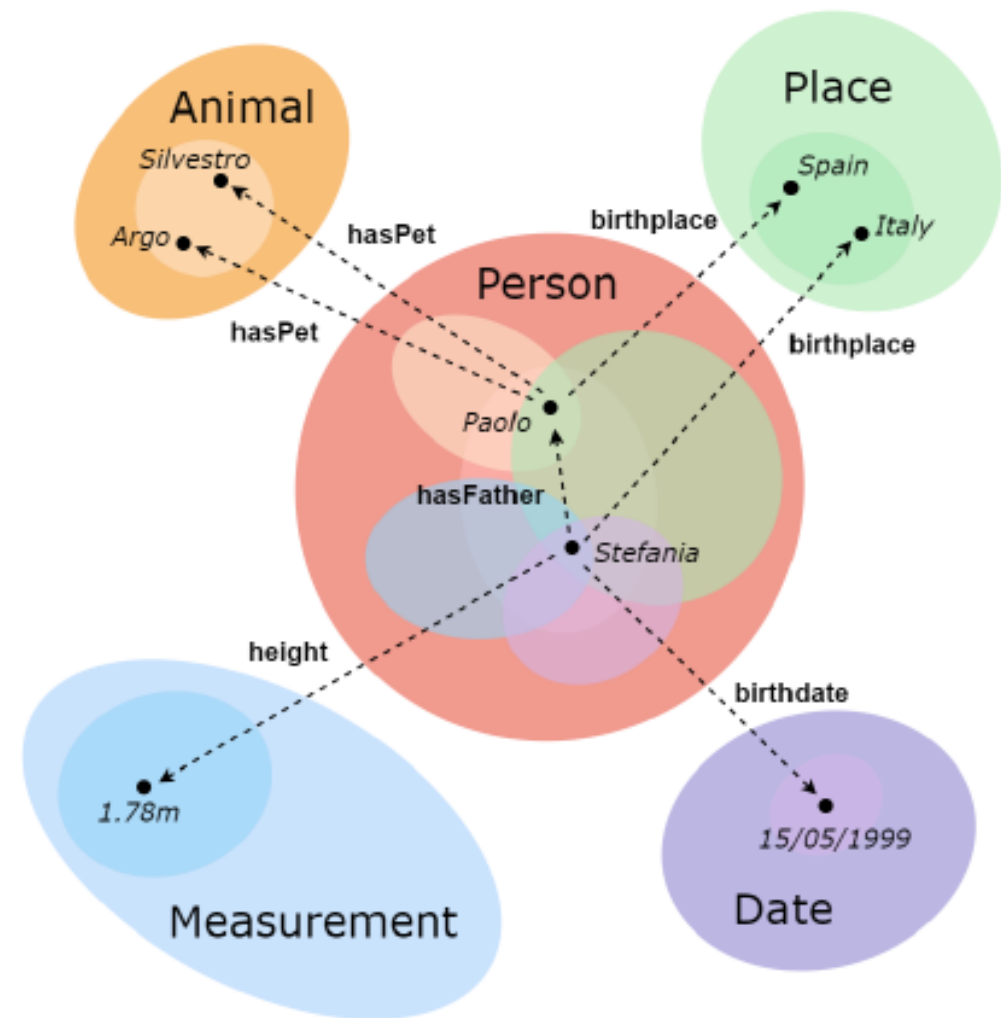 Animal
Place
Silvestro
Spain
Argo
Italy
hasPet
birthplace
Person
hasPet
birthplace
Paolo
hasFather
Stefania
height
birthdate
1.78m
15/05/1999
Measurement
Date